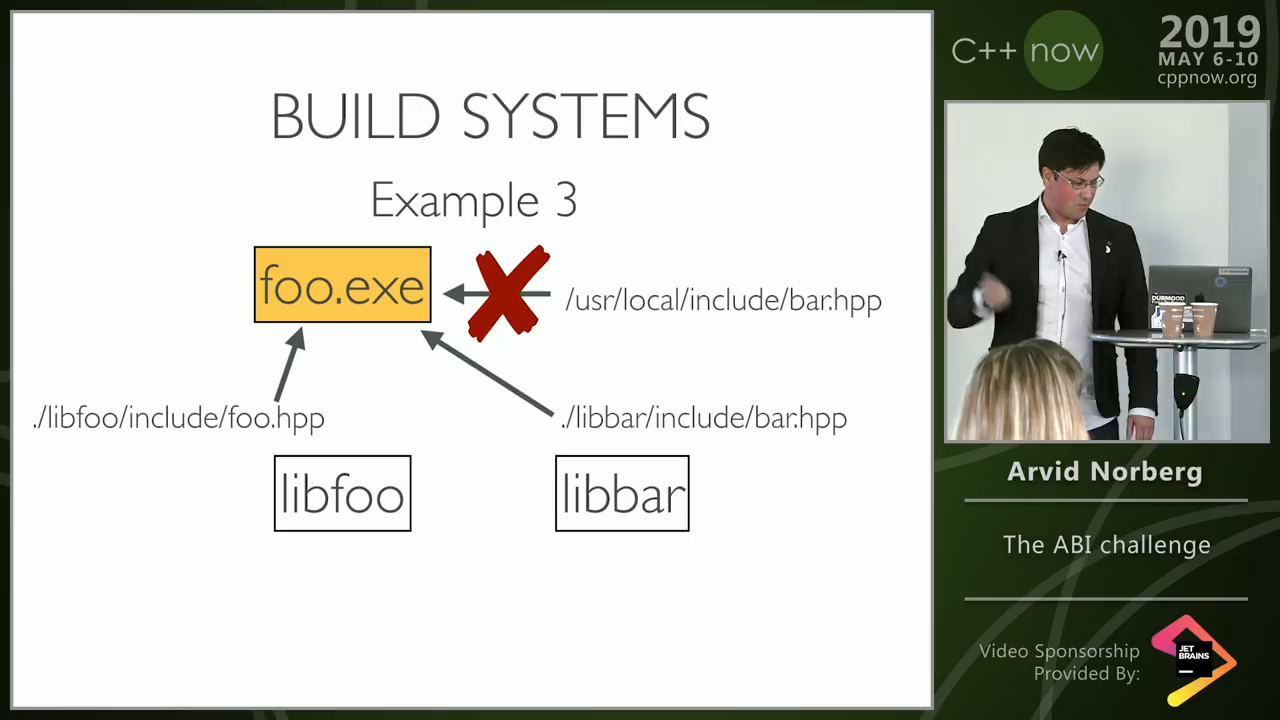 BUILD SYSTEMS
Example 3
foo.exe
/usr/local/include/bar.hpp
./libfoo/include/foo.hpp
./libbar/include/bar.hpp
libfoo
libbar
C++ now
2019
MAY 6-10
cppnow.org
DUBMOOD
Arvid Norberg
The ABI challenge
Video Sponsorship
Provided By:
JET
BRAINS